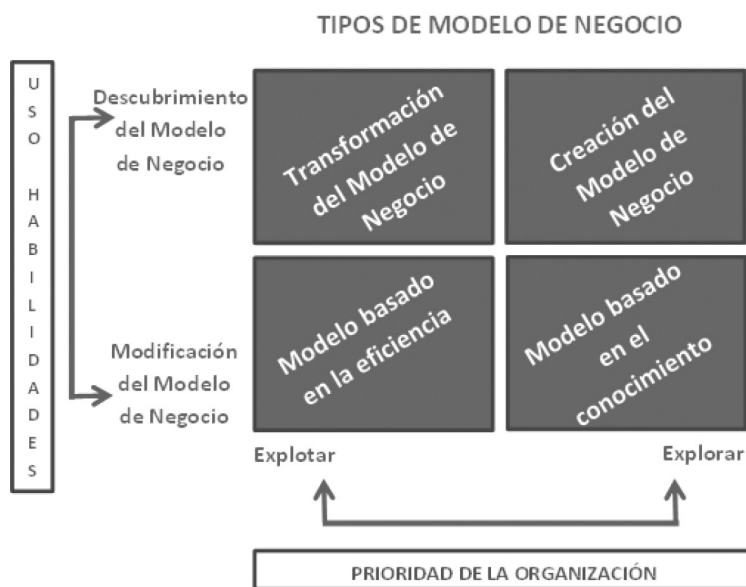 TIPOS DE MODELO DE NEGOCIO
USO HABILIDADES
Descubrimiento
del Modelo
de Negocio
Transformación
del Modelo de
Negocio
Creación del
Modelo de
Negocio
Modificación
del Modelo
de Negocio
Modelo basado
en la eficiencia
Modelo basado
en el
conocimiento
Explotar
Explorar
PRIORIDAD DE LA ORGANIZACIÓN